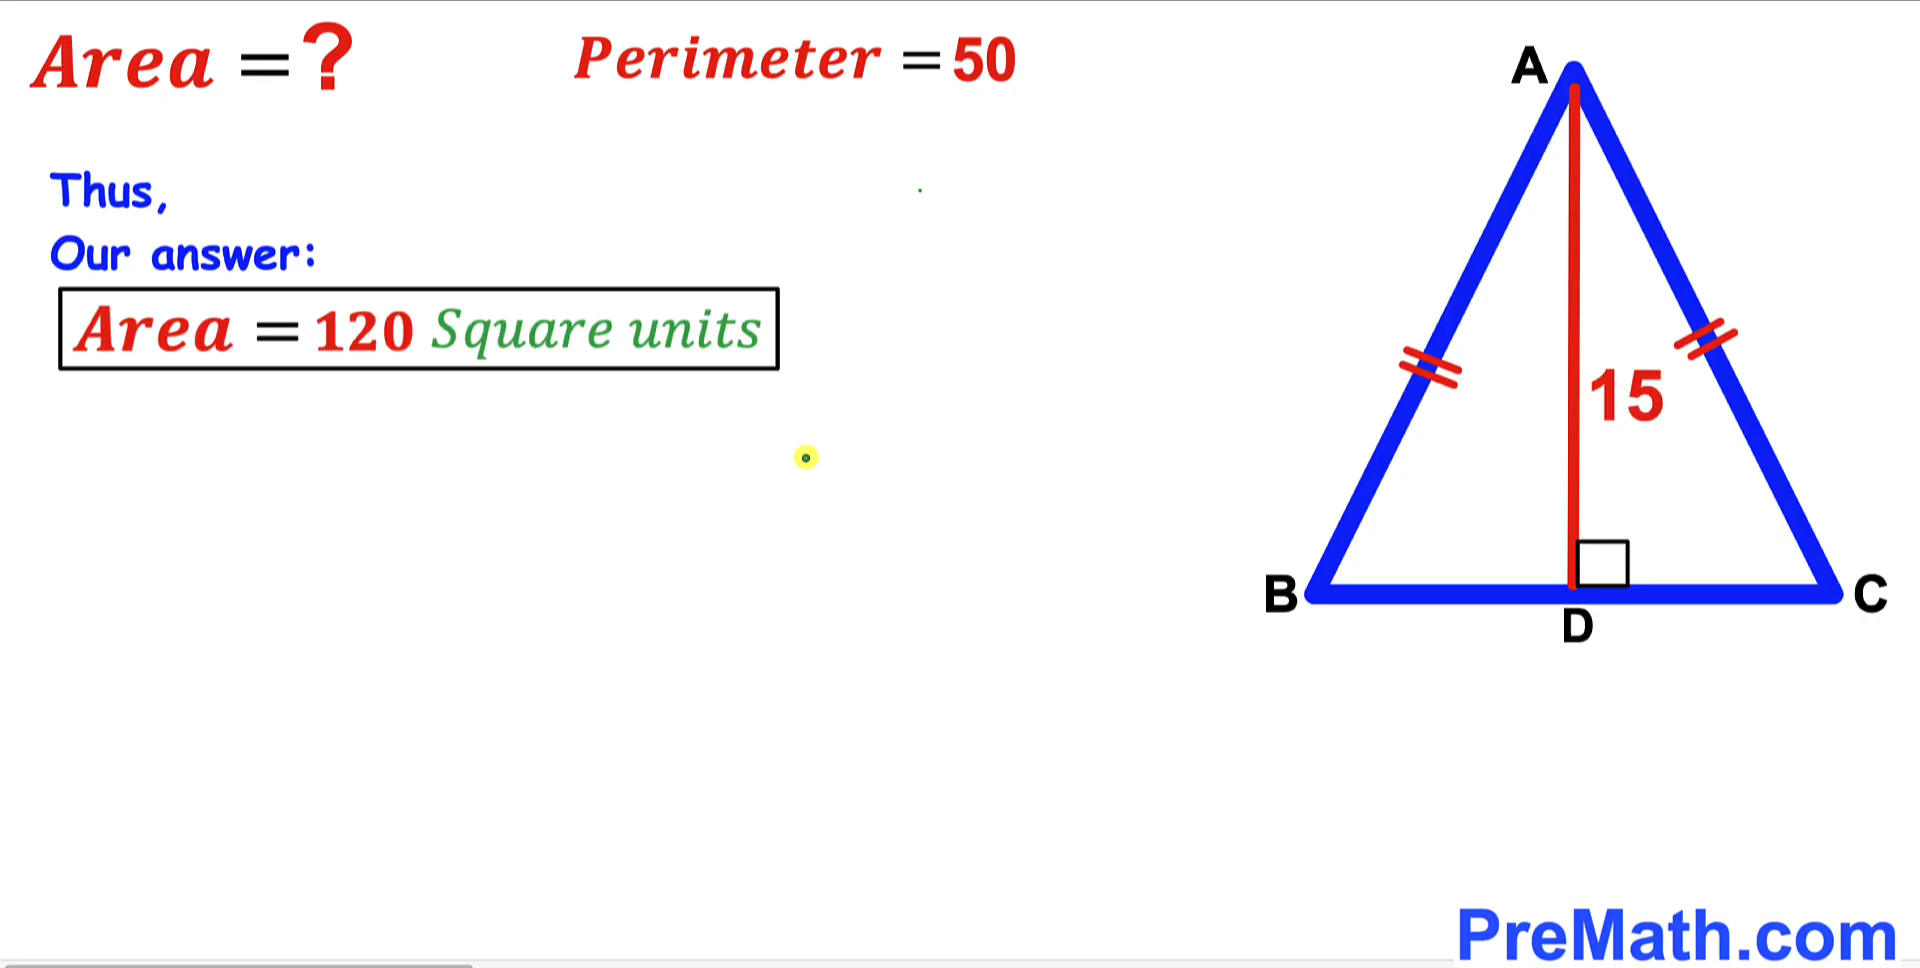 Area = ?
Perimeter = 50
Thus,
Our answer:
Area = 120 Square units
A
15
B
C
D
PreMath.com